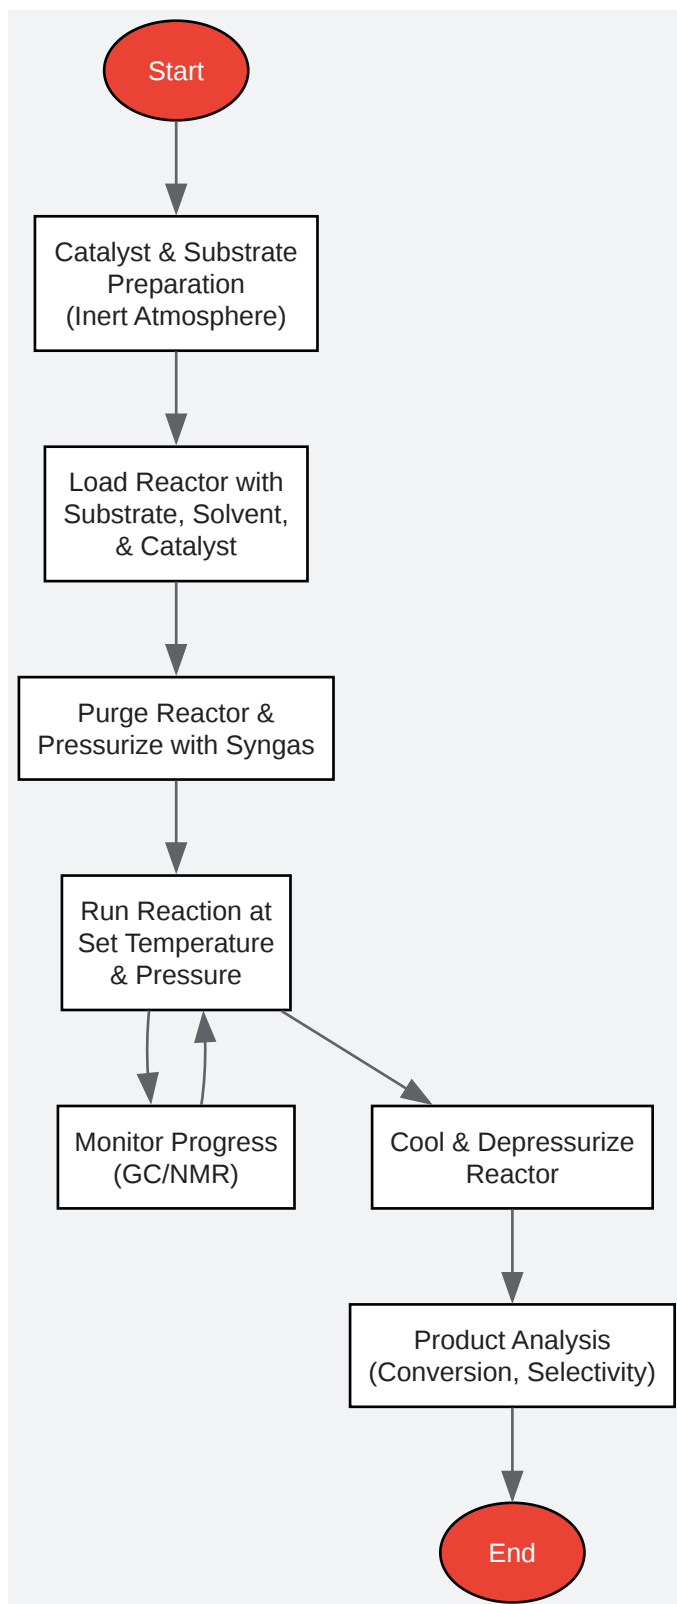 Start
Catalyst & Substrate
Preparation
(Inert Atmosphere)
Load Reactor with
Substrate, Solvent,
& Catalyst
Purge Reactor &
Pressurize with Syngas
Run Reaction at
Set Temperature
& Pressure
Monitor Progress
(GC/NMR)
Cool & Depressurize
Reactor
Product Analysis
(Conversion, Selectivity)
End